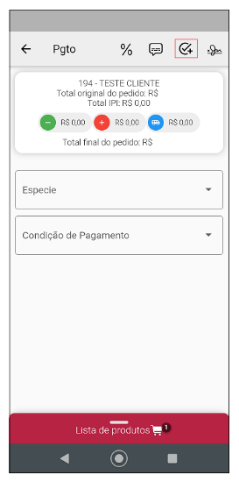 Pgto %
194 - TESTE CLIENTE
Total original do pedido: R$
Total IPI: R$ 0,00
R$ 0,00 R$ 0,00 R$ 0,00
Total final do pedido: R$
Especie
Condição de Pagamento
Lista de produtos 1